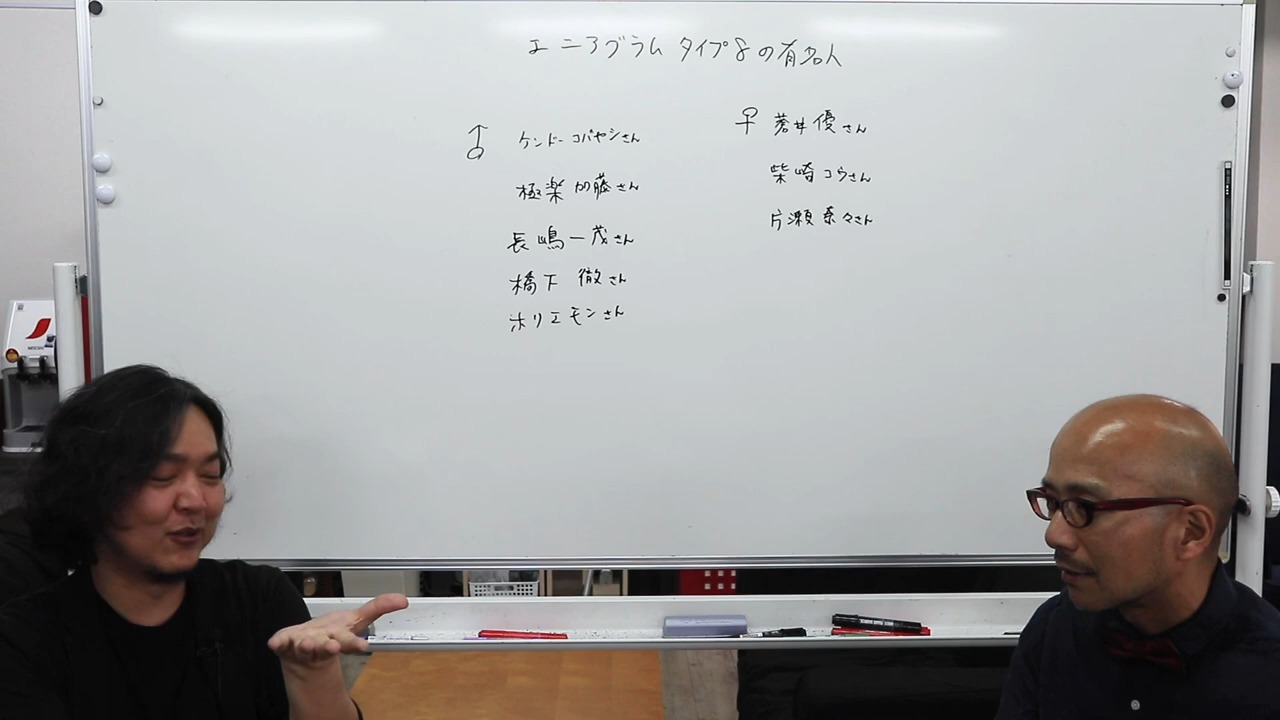 エニアグラム タイプ8の有名人
♂ ケンドーコバヤシさん
極楽 加藤さん
長嶋一茂さん
橋下 徹さん
ホリエモンさん
♀ 蒼井優さん
柴崎コウさん
片瀬奈々さん